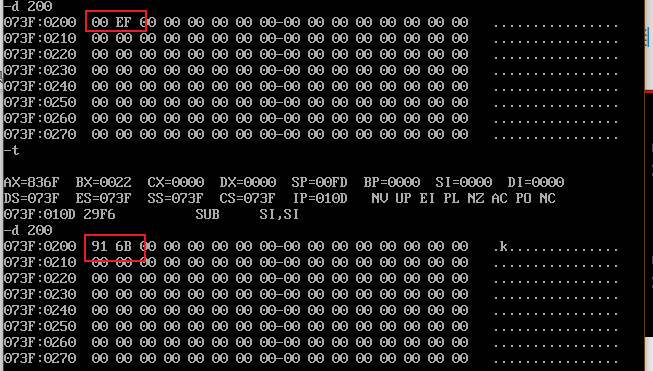 -d 200
073F:0200  00 EF 00 00 00 00 00 00-00 00 00 00 00 00 00 00   ................
073F:0210  00 00 00 00 00 00 00 00-00 00 00 00 00 00 00 00   ................
073F:0220  00 00 00 00 00 00 00 00-00 00 00 00 00 00 00 00   ................
073F:0230  00 00 00 00 00 00 00 00-00 00 00 00 00 00 00 00   ................
073F:0240  00 00 00 00 00 00 00 00-00 00 00 00 00 00 00 00   ................
073F:0250  00 00 00 00 00 00 00 00-00 00 00 00 00 00 00 00   ................
073F:0260  00 00 00 00 00 00 00 00-00 00 00 00 00 00 00 00   ................
073F:0270  00 00 00 00 00 00 00 00-00 00 00 00 00 00 00 00   ................
-t
AX=836F  BX=0022  CX=0000  DX=0000  SP=00FD  BP=0000  SI=0000  DI=0000
DS=073F  ES=073F  SS=073F  CS=073F  IP=010D   NV UP EI PL NZ AC PO NC
073F:010D 29F6          SUB     SI,SI
-d 200
073F:0200  91 6B 00 00 00 00 00 00-00 00 00 00 00 00 00 00   .k..............
073F:0210  00 00 00 00 00 00 00 00-00 00 00 00 00 00 00 00   ................
073F:0220  00 00 00 00 00 00 00 00-00 00 00 00 00 00 00 00   ................
073F:0230  00 00 00 00 00 00 00 00-00 00 00 00 00 00 00 00   ................
073F:0240  00 00 00 00 00 00 00 00-00 00 00 00 00 00 00 00   ................
073F:0250  00 00 00 00 00 00 00 00-00 00 00 00 00 00 00 00   ................
073F:0260  00 00 00 00 00 00 00 00-00 00 00 00 00 00 00 00   ................
073F:0270  00 00 00 00 00 00 00 00-00 00 00 00 00 00 00 00   ................